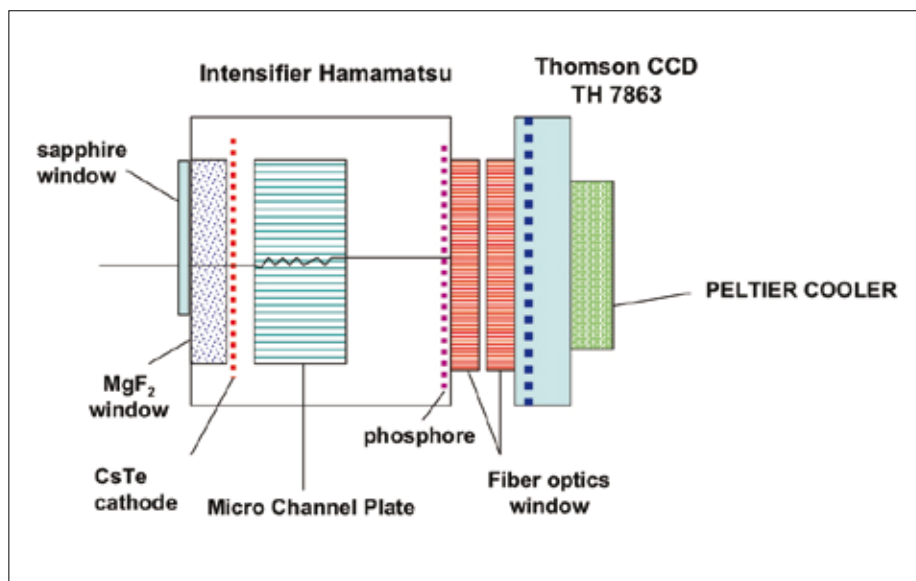 Intensifier Hamamatsu
Thomson CCD
TH 7863
sapphire
window
PELTIER COOLER
MgF₂
window
phosphore
CsTe
cathode
Micro Channel Plate
Fiber optics
window